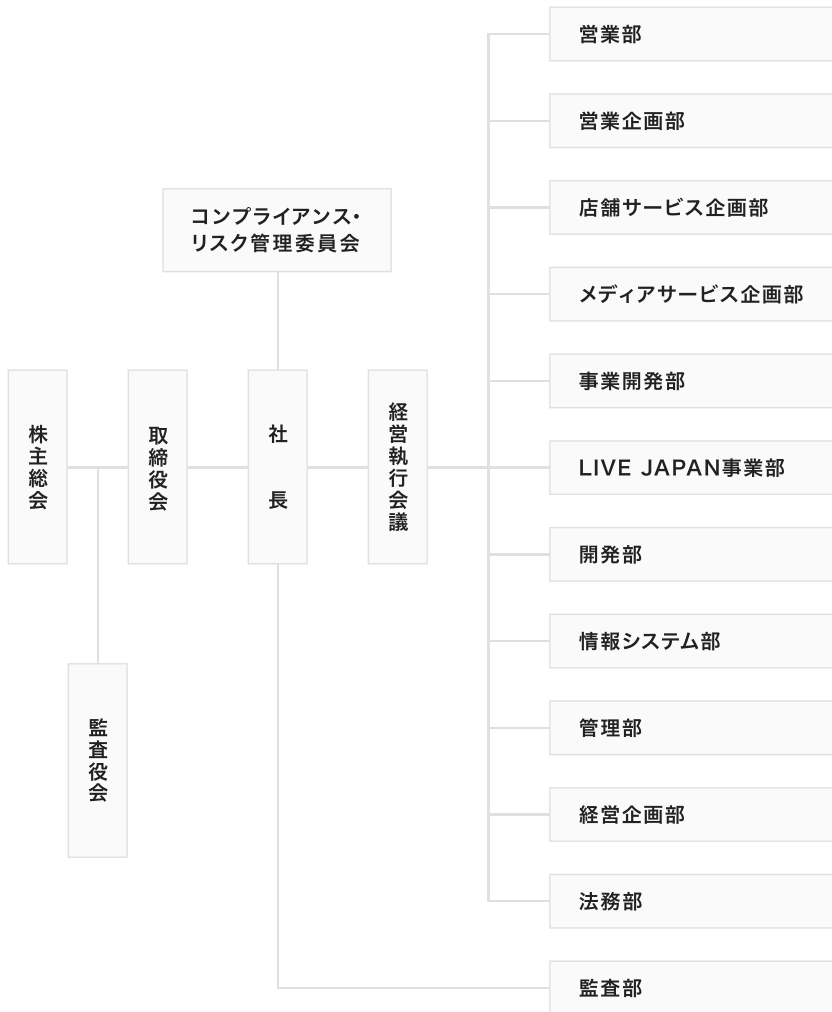 株主総会
監査役会
取締役会
コンプライアンス・
リスク管理委員会
社長
経営執行会議
営業部
営業企画部
店舗サービス企画部
メディアサービス企画部
事業開発部
LIVE JAPAN事業部
開発部
情報システム部
管理部
経営企画部
法務部
監査部